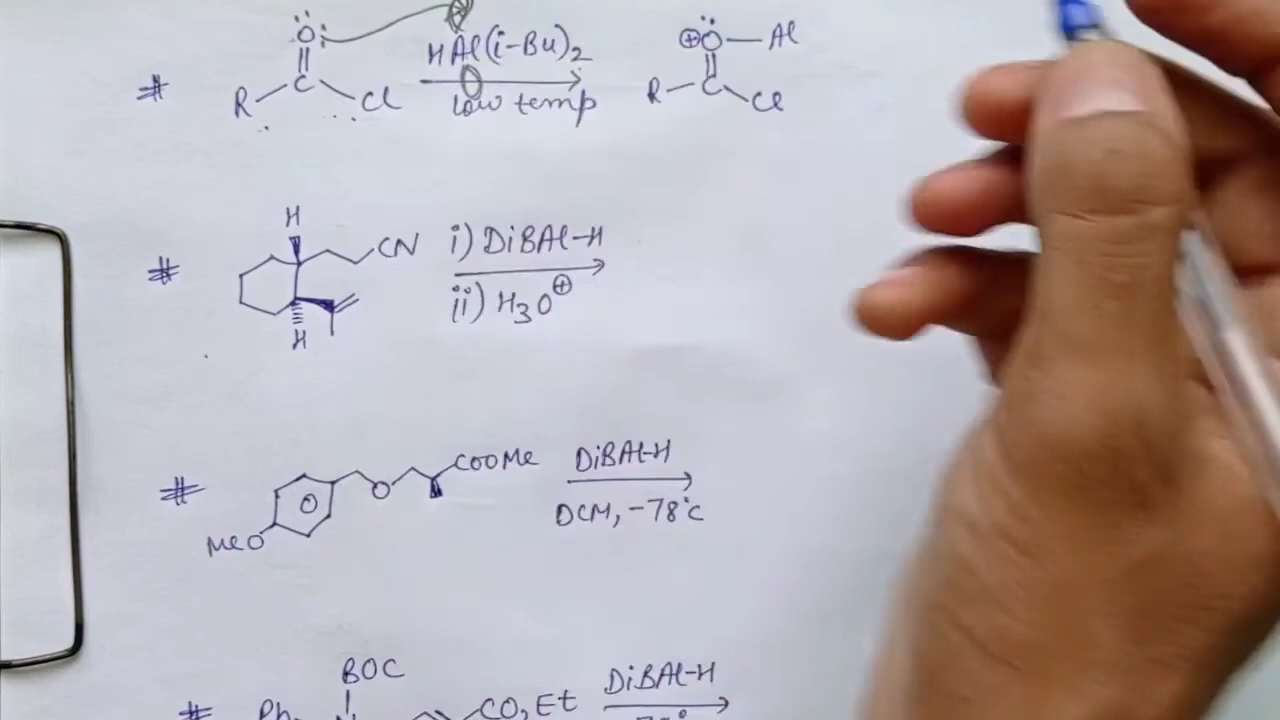 # R C O Cl HAl(i-Bu)2 low temp R C ⊕O — Al Cl
# H H CN i) DiBAl-H ii) H3O⊕
# MeO O COOMe DiBAl-H DCM, -78°C
# Ph BOC CO2Et DiBAl-H